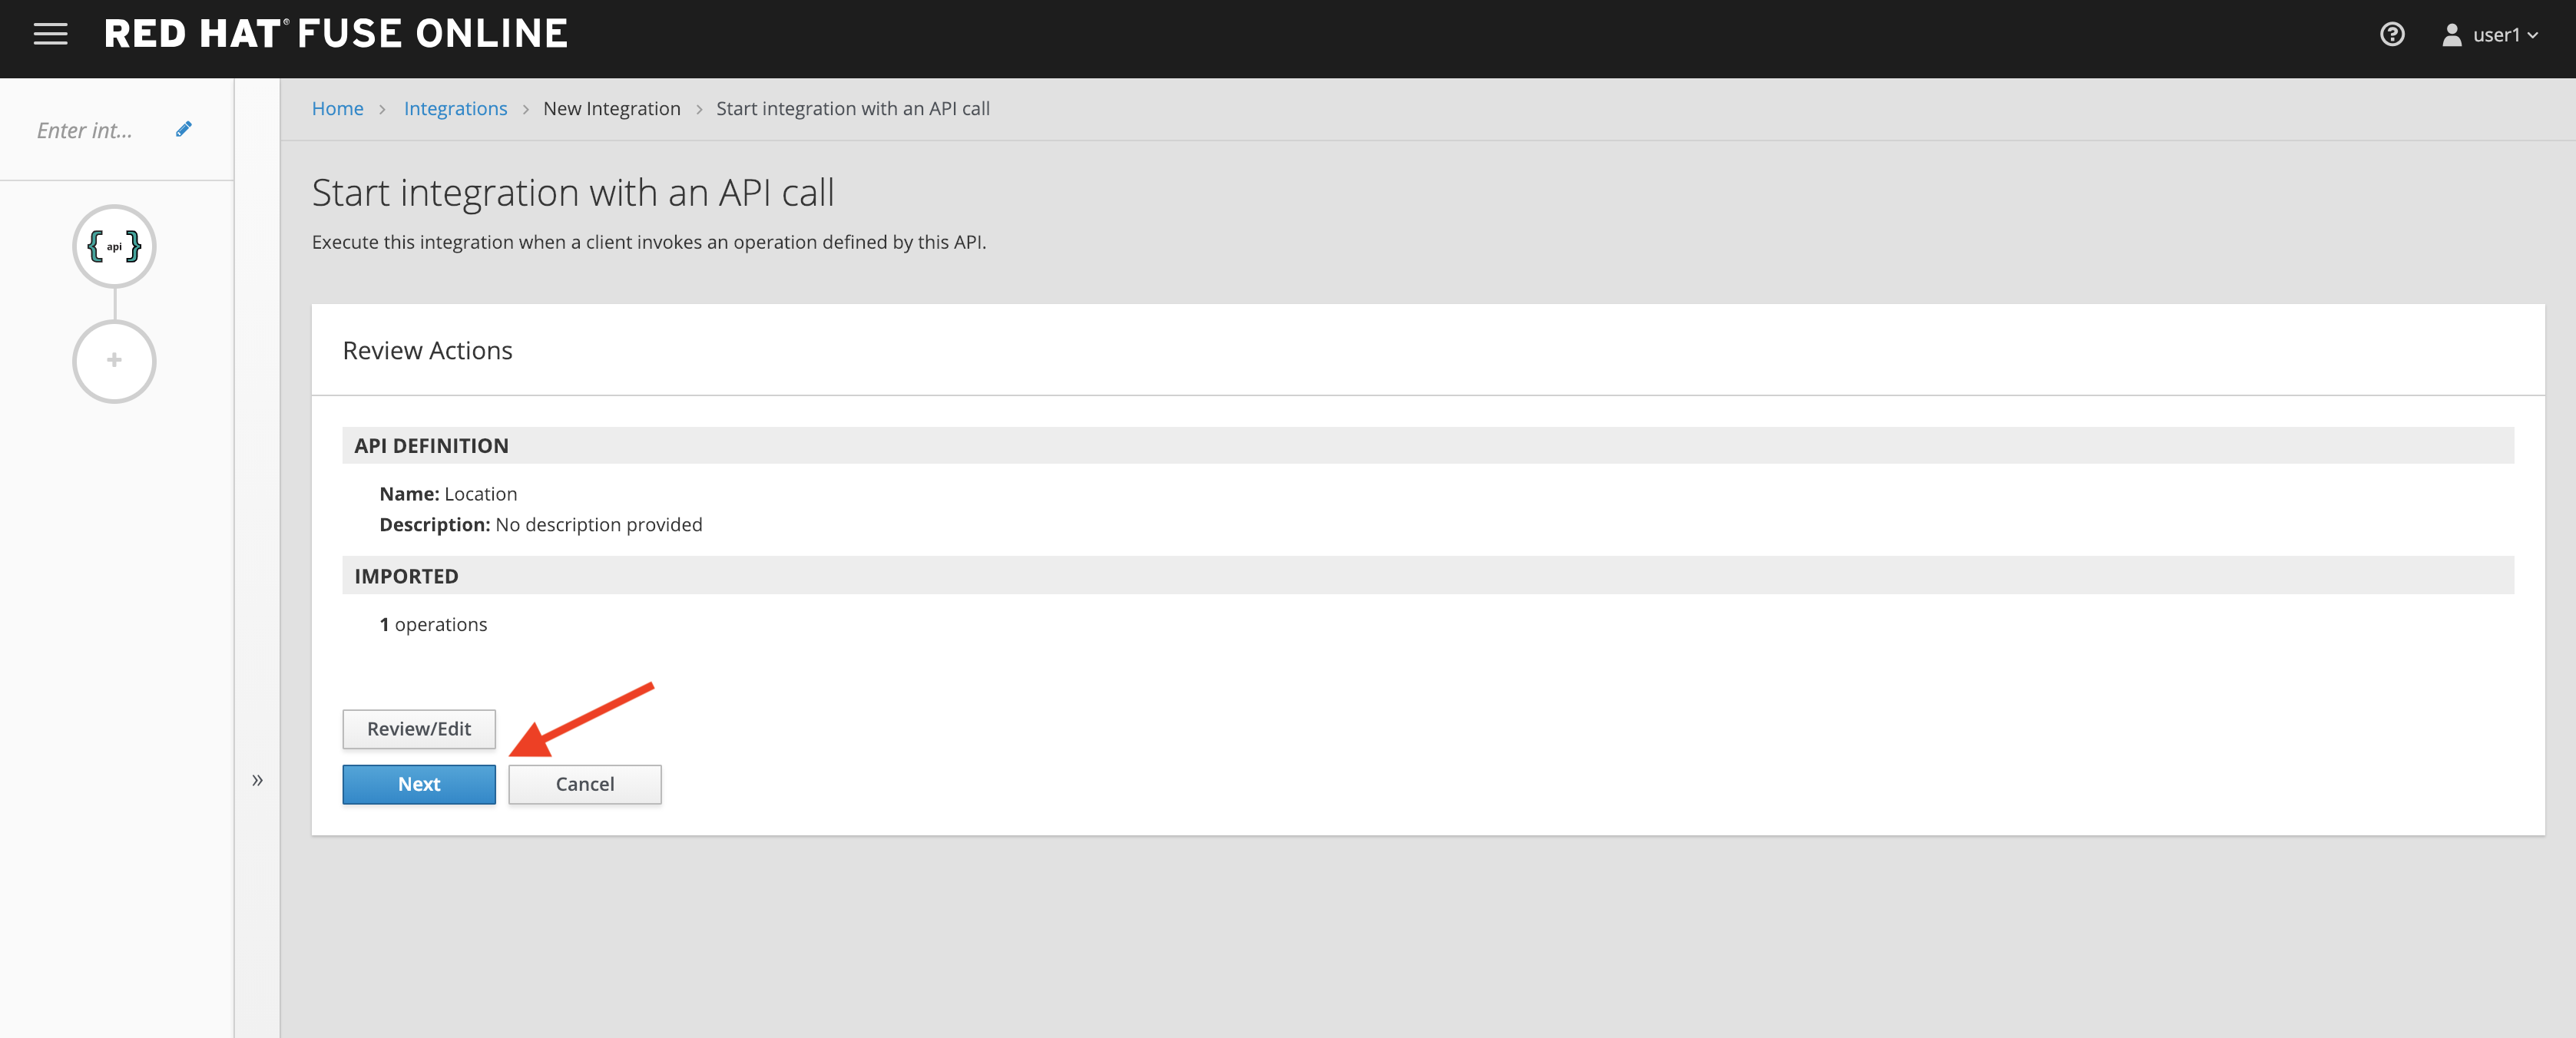 RED HAT® FUSE ONLINE
user1
Enter int...
Home > Integrations > New Integration > Start integration with an API call
api
Start integration with an API call
Execute this integration when a client invokes an operation defined by this API.
Review Actions
API DEFINITION
Name: Location
Description: No description provided
IMPORTED
1 operations
Review/Edit
Next
Cancel